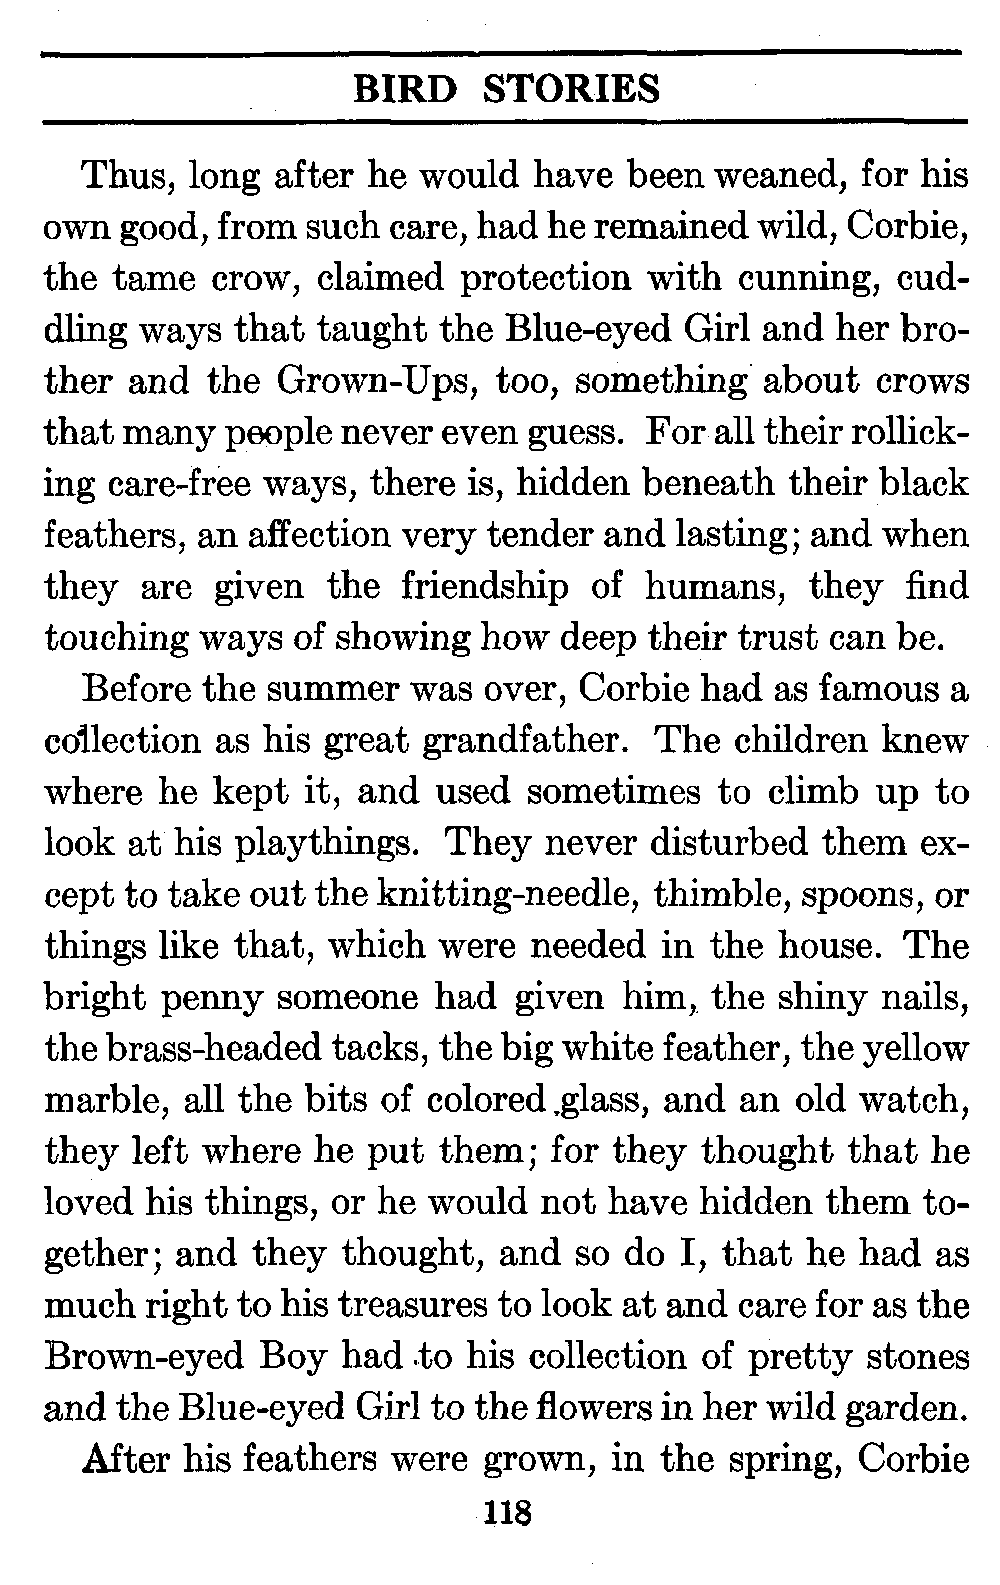 BIRD STORIES
Thus, long after he would have been weaned, for his
own good, from such care, had he remained wild, Corbie,
the tame crow, claimed protection with cunning, cud-
dling ways that taught the Blue-eyed Girl and her bro-
ther and the Grown-Ups, too, something about crows
that many people never even guess. For all their rollick-
ing care-free ways, there is, hidden beneath their black
feathers, an affection very tender and lasting; and when
they are given the friendship of humans, they find
touching ways of showing how deep their trust can be.
Before the summer was over, Corbie had as famous a
collection as his great grandfather. The children knew
where he kept it, and used sometimes to climb up to
look at his playthings. They never disturbed them ex-
cept to take out the knitting-needle, thimble, spoons, or
things like that, which were needed in the house. The
bright penny someone had given him, the shiny nails,
the brass-headed tacks, the big white feather, the yellow
marble, all the bits of colored glass, and an old watch,
they left where he put them; for they thought that he
loved his things, or he would not have hidden them to-
gether; and they thought, and so do I, that he had as
much right to his treasures to look at and care for as the
Brown-eyed Boy had to his collection of pretty stones
and the Blue-eyed Girl to the flowers in her wild garden.
After his feathers were grown, in the spring, Corbie
118